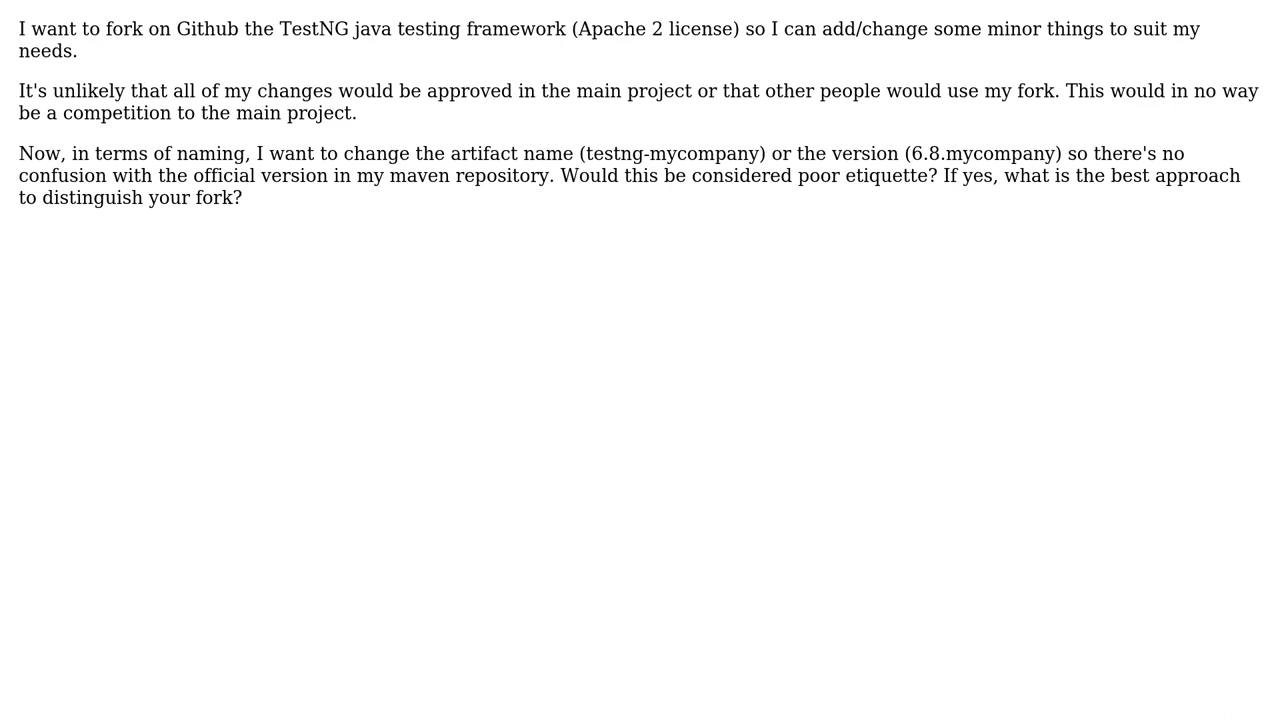 I want to fork on Github the TestNG java testing framework (Apache 2 license) so I can add/change some minor things to suit my
needs.
It's unlikely that all of my changes would be approved in the main project or that other people would use my fork. This would in no way
be a competition to the main project.
Now, in terms of naming, I want to change the artifact name (testng-mycompany) or the version (6.8.mycompany) so there's no
confusion with the official version in my maven repository. Would this be considered poor etiquette? If yes, what is the best approach
to distinguish your fork?